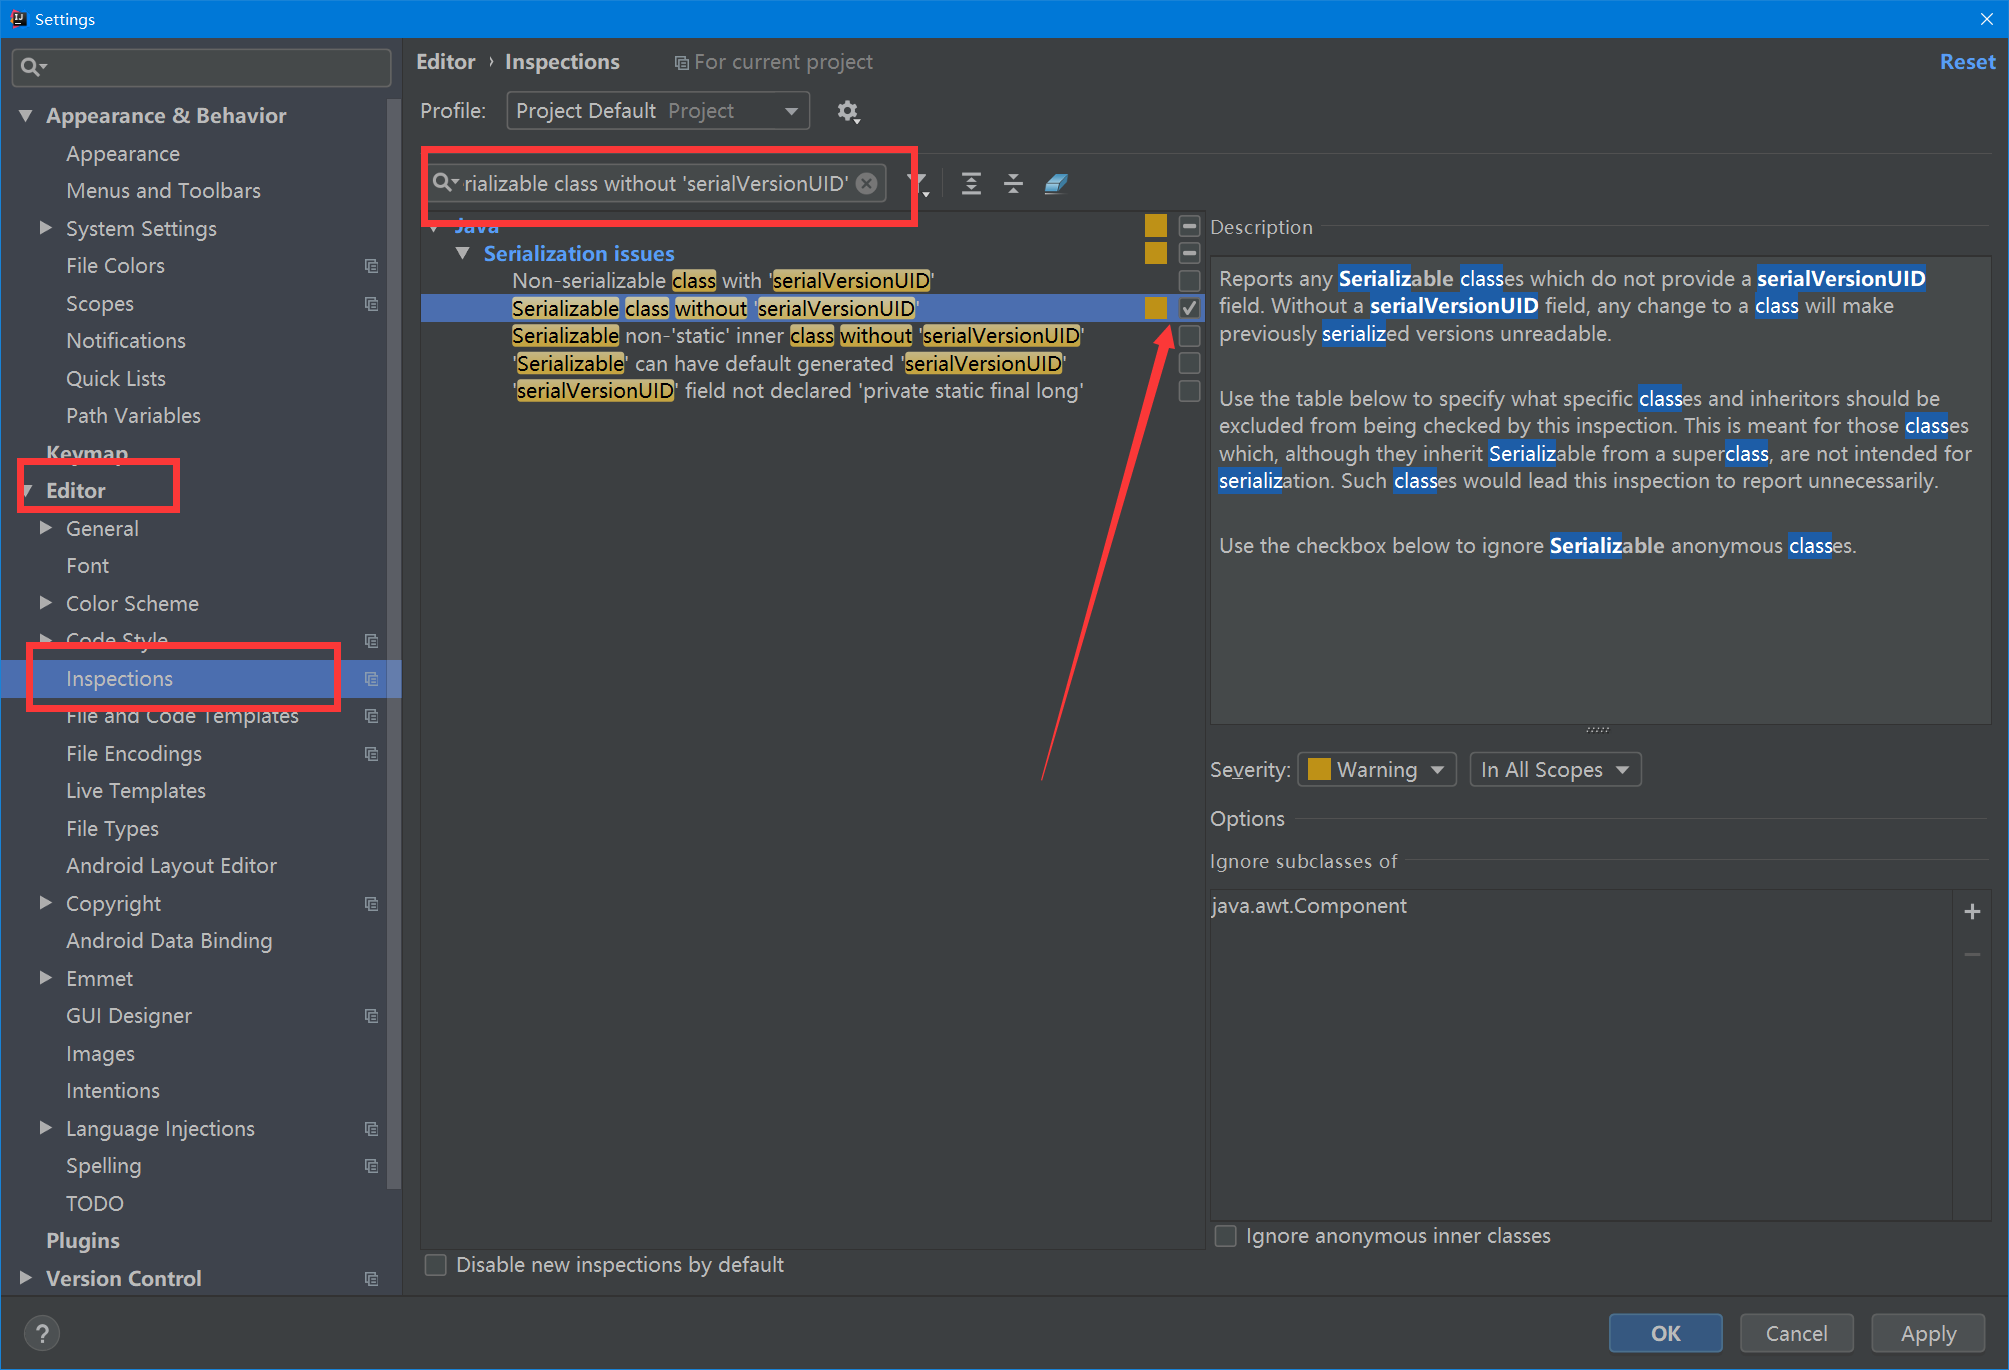 Settings
Appearance & Behavior
Appearance
Menus and Toolbars
System Settings
File Colors
Scopes
Notifications
Quick Lists
Path Variables
Keymap
Editor
General
Font
Color Scheme
Code Style
Inspections
File and Code Templates
File Encodings
Live Templates
File Types
Android Layout Editor
Copyright
Android Data Binding
Emmet
GUI Designer
Images
Intentions
Language Injections
Spelling
TODO
Plugins
Version Control
Editor › Inspections For current project
Reset
Profile: Project Default Project
rializable class without 'serialVersionUID'
Java
Serialization issues
Non-serializable class with 'serialVersionUID'
Serializable class without 'serialVersionUID'
Serializable non-'static' inner class without 'serialVersionUID'
'Serializable' can have default generated 'serialVersionUID'
'serialVersionUID' field not declared 'private static final long'
Disable new inspections by default
Description
Reports any Serializable classes which do not provide a serialVersionUID
field. Without a serialVersionUID field, any change to a class will make
previously serialized versions unreadable.
Use the table below to specify what specific classes and inheritors should be
excluded from being checked by this inspection. This is meant for those classes
which, although they inherit Serializable from a superclass, are not intended for
serialization. Such classes would lead this inspection to report unnecessarily.
Use the checkbox below to ignore Serializable anonymous classes.
Severity: Warning In All Scopes
Options
Ignore subclasses of
java.awt.Component
Ignore anonymous inner classes
?
OK
Cancel
Apply